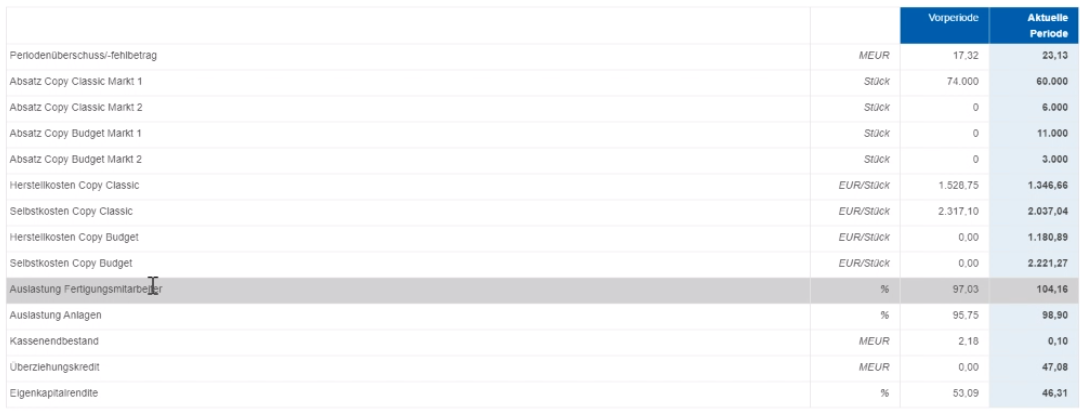 Vorperiode Aktuelle
Periode
Periodenüberschuss/-fehlbetrag MEUR 17,32 23,13
Absatz Copy Classic Markt 1 Stück 74.000 60.000
Absatz Copy Classic Markt 2 Stück 0 6.000
Absatz Copy Budget Markt 1 Stück 0 11.000
Absatz Copy Budget Markt 2 Stück 0 3.000
Herstellkosten Copy Classic EUR/Stück 1.528,75 1.346,66
Selbstkosten Copy Classic EUR/Stück 2.317,10 2.037,04
Herstellkosten Copy Budget EUR/Stück 0,00 1.180,89
Selbstkosten Copy Budget EUR/Stück 0,00 2.221,27
Auslastung Fertigungsmitarbeiter % 97,03 104,16
Auslastung Anlagen % 95,75 98,90
Kassenendbestand MEUR 2,18 0,10
Überziehungskredit MEUR 0,00 47,08
Eigenkapitalrendite % 53,09 46,31